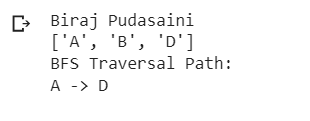 Biraj Pudasaini
['A', 'B', 'D']
BFS Traversal Path:
A -> D